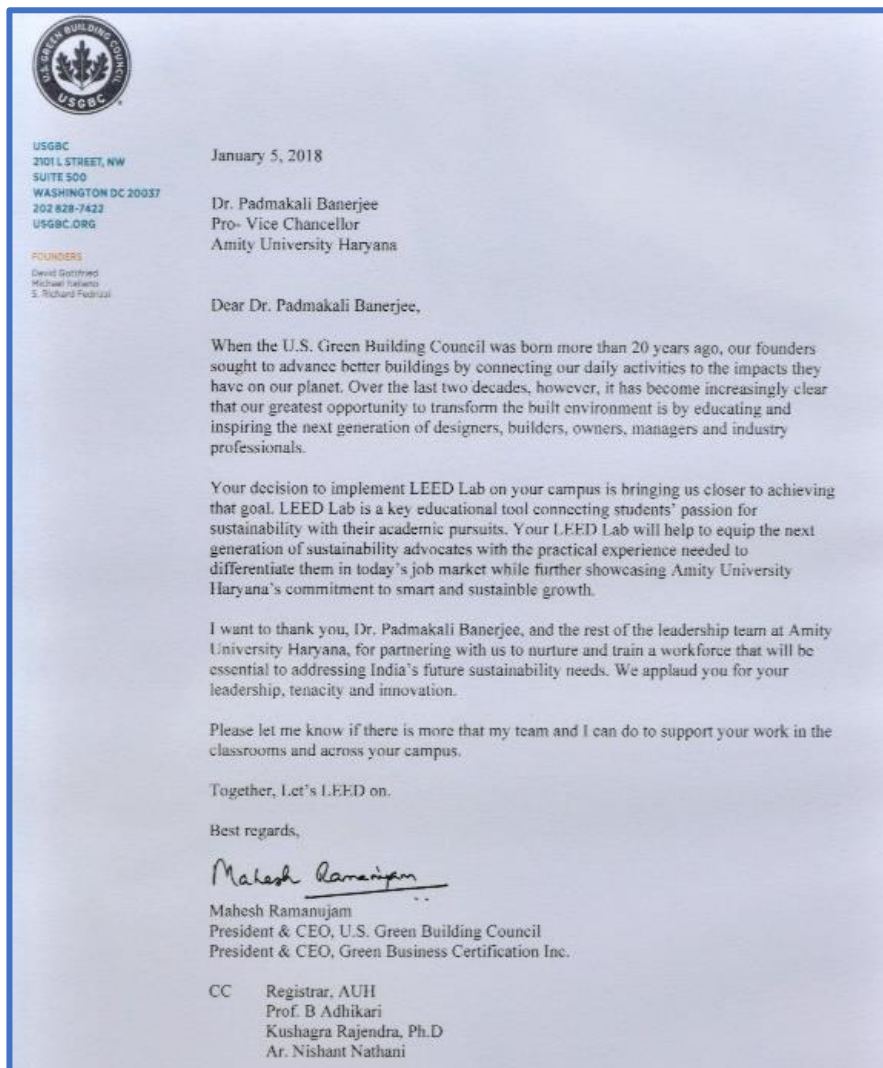 U.S. GREEN BUILDING COUNCIL
USGBC
USGBC
2101 L STREET, NW
SUITE 500
WASHINGTON DC 20037
202 828-7422
USGBC.ORG
FOUNDERS
David Gottfried
Michael Italiano
S. Richard Fedrizzi
January 5, 2018
Dr. Padmakali Banerjee
Pro- Vice Chancellor
Amity University Haryana
Dear Dr. Padmakali Banerjee,
When the U.S. Green Building Council was born more than 20 years ago, our founders
sought to advance better buildings by connecting our daily activities to the impacts they
have on our planet. Over the last two decades, however, it has become increasingly clear
that our greatest opportunity to transform the built environment is by educating and
inspiring the next generation of designers, builders, owners, managers and industry
professionals.
Your decision to implement LEED Lab on your campus is bringing us closer to achieving
that goal. LEED Lab is a key educational tool connecting students' passion for
sustainability with their academic pursuits. Your LEED Lab will help to equip the next
generation of sustainability advocates with the practical experience needed to
differentiate them in today's job market while further showcasing Amity University
Haryana's commitment to smart and sustainble growth.
I want to thank you, Dr. Padmakali Banerjee, and the rest of the leadership team at Amity
University Haryana, for partnering with us to nurture and train a workforce that will be
essential to addressing India's future sustainability needs. We applaud you for your
leadership, tenacity and innovation.
Please let me know if there is more that my team and I can do to support your work in the
classrooms and across your campus.
Together, Let's LEED on.
Best regards,
Mahesh Ramanujam
Mahesh Ramanujam
President & CEO, U.S. Green Building Council
President & CEO, Green Business Certification Inc.
CC Registrar, AUH
Prof. B Adhikari
Kushagra Rajendra, Ph.D
Ar. Nishant Nathani